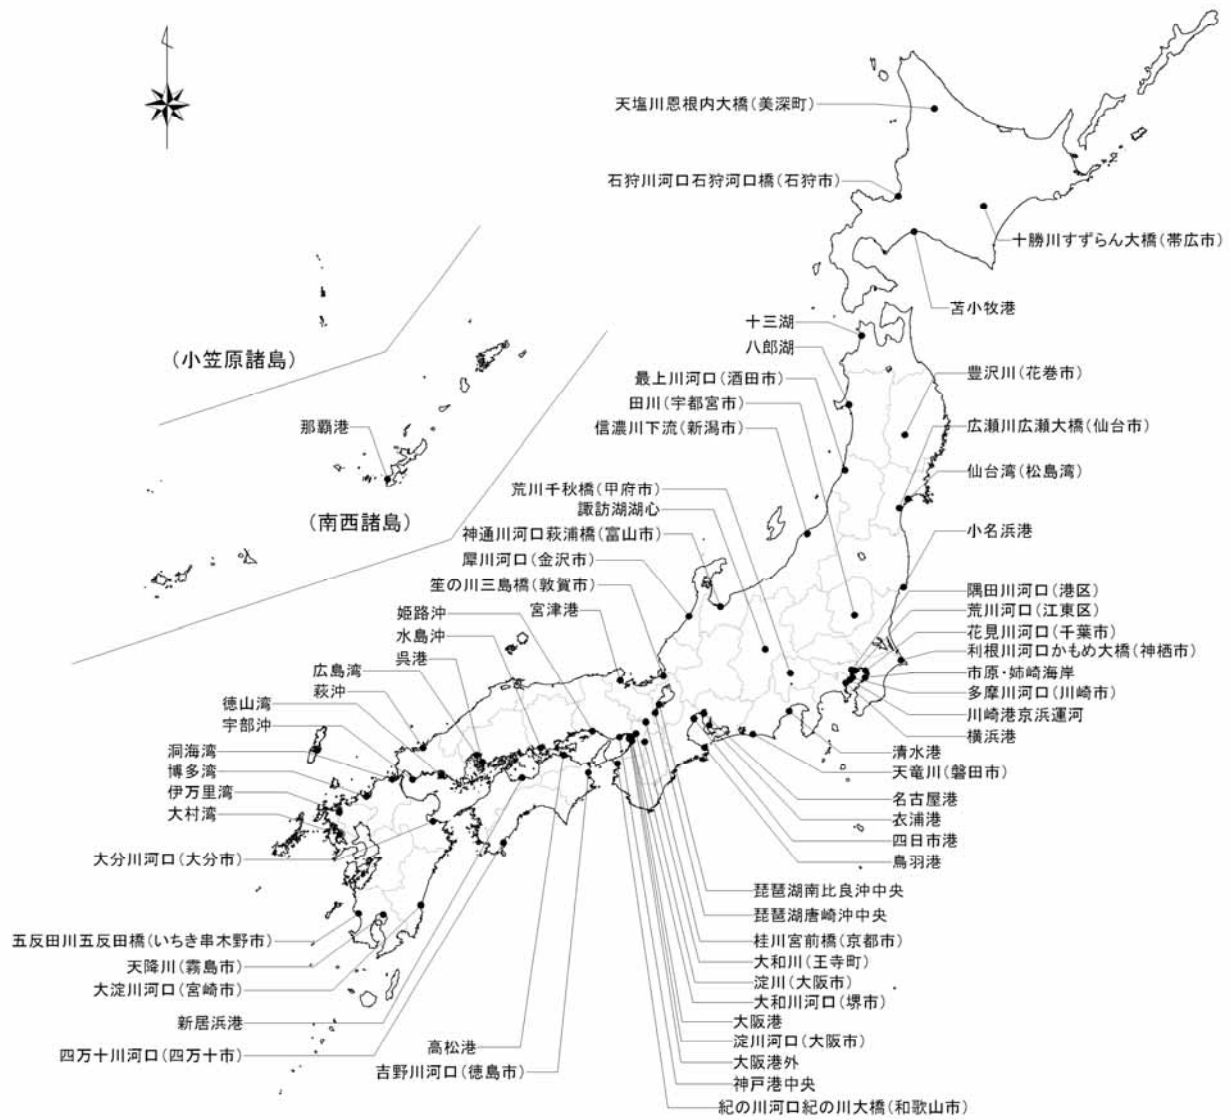 天塩川恩根内大橋(美深町)
石狩川河口石狩河口橋(石狩市)
十勝川すずらん大橋(帯広市)
苫小牧港
十三湖
八郎湖
豊沢川(花巻市)
最上川河口(酒田市)
田川(宇都宮市)
信濃川下流(新潟市)
広瀬川広瀬大橋(仙台市)
仙台湾(松島湾)
(小笠原諸島)
那覇港
(南西諸島)
荒川千秋橋(甲府市)
諏訪湖湖心
神通川河口萩浦橋(富山市)
犀川河口(金沢市)
笙の川三島橋(敦賀市)
小名浜港
隅田川河口(港区)
荒川河口(江東区)
花見川河口(千葉市)
利根川河口かもめ大橋(神栖市)
市原・姉崎海岸
多摩川河口(川崎市)
川崎港京浜運河
横浜港
姫路沖
宮津港
水島沖
呉港
広島湾
萩沖
徳山湾
宇部沖
洞海湾
博多湾
伊万里湾
大村湾
清水港
天竜川(磐田市)
名古屋港
衣浦港
四日市港
鳥羽港
大分川河口(大分市)
琵琶湖南比良沖中央
琵琶湖唐崎沖中央
桂川宮前橋(京都市)
大和川(王寺町)
淀川(大阪市)
大和川河口(堺市)
大阪港
淀川河口(大阪市)
大阪港外
神戸港中央
紀の川河口紀の川大橋(和歌山市)
五反田川五反田橋(いちき串木野市)
天降川(霧島市)
大淀川河口(宮崎市)
新居浜港
四万十川河口(四万十市)
高松港
吉野川河口(徳島市)